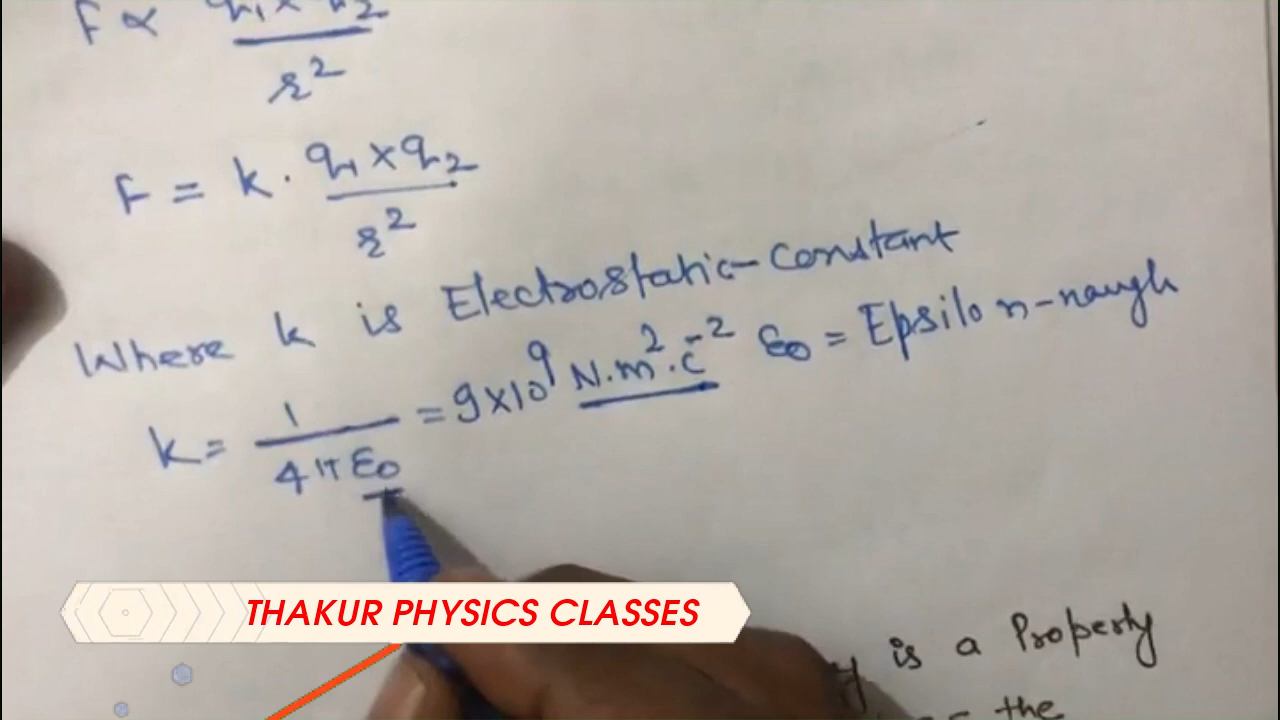 F ∝ q₁ × q₂ / r²
F = k . q₁ × q₂ / r²
Where k is Electrostatic-constant
k = 1 / 4πε₀ = 9×10⁹ N.m².C⁻² ε₀ = Epsilon-naugh
THAKUR PHYSICS CLASSES
is a Property
the